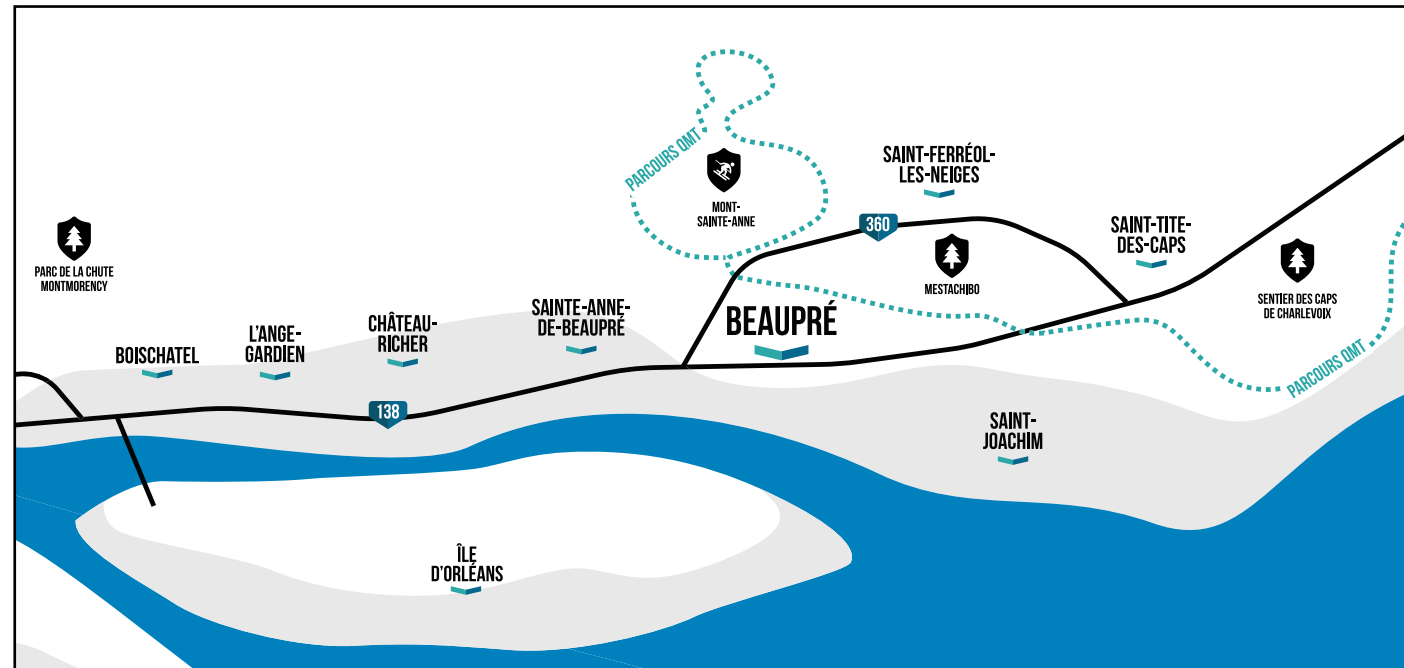 PARCOURS QMT
MONT-
SAINTE-ANNE
SAINT-FERRÉOL-
LES-NEIGES
360
SAINT-TITE-
DES-CAPS
PARC DE LA CHUTE
MONTMORENCY
MESTACHIBO
SENTIER DES CAPS
DE CHARLEVOIX
BOISCHATEL
L'ANGE-
GARDIEN
CHÂTEAU-
RICHER
SAINTE-ANNE-
DE-BEAUPRÉ
BEAUPRÉ
PARCOURS QMT
138
SAINT-
JOACHIM
ÎLE
D'ORLÉANS